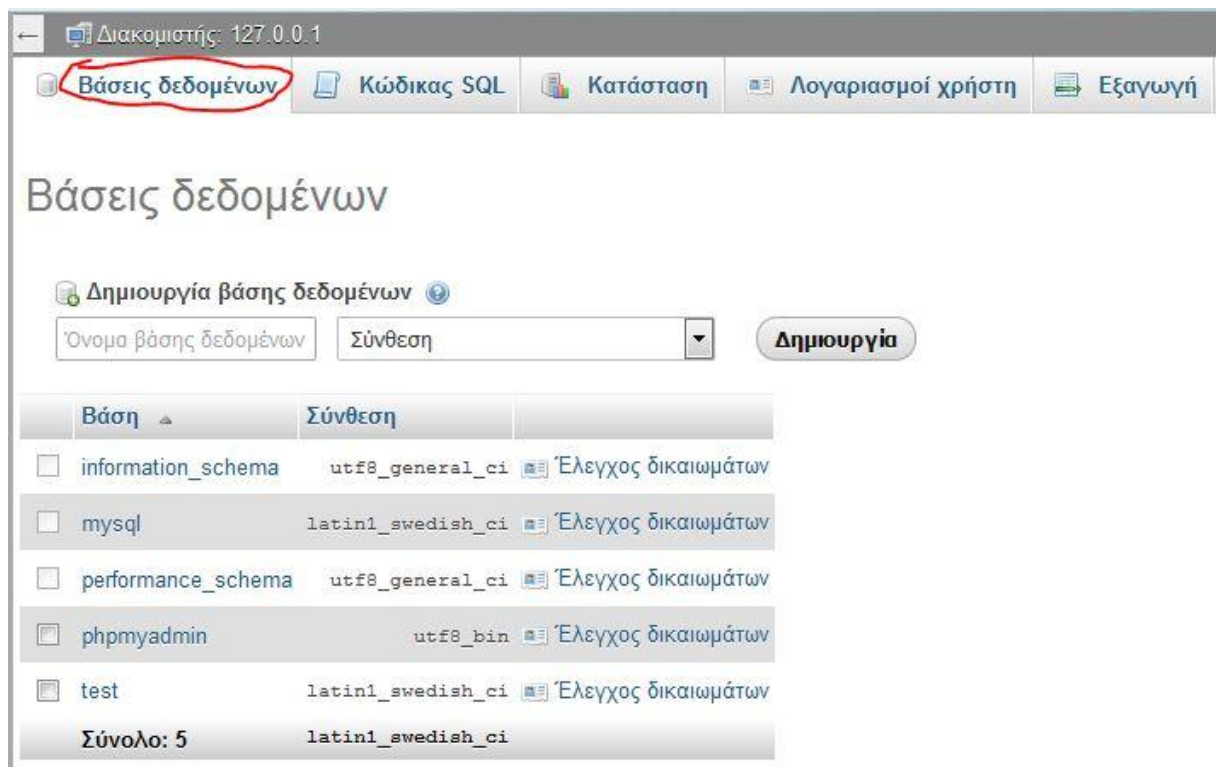 Διακομιστής: 127.0.0.1
Βάσεις δεδομένων Κώδικας SQL Κατάσταση Λογαριασμοί χρήστη Εξαγωγή
Βάσεις δεδομένων
Δημιουργία βάσης δεδομένων
Όνομα βάσης δεδομένων Σύνθεση Δημιουργία
Βάση Σύνθεση
information_schema utf8_general_ci Έλεγχος δικαιωμάτων
mysql latin1_swedish_ci Έλεγχος δικαιωμάτων
performance_schema utf8_general_ci Έλεγχος δικαιωμάτων
phpmyadmin utf8_bin Έλεγχος δικαιωμάτων
test latin1_swedish_ci Έλεγχος δικαιωμάτων
Σύνολο: 5 latin1_swedish_ci